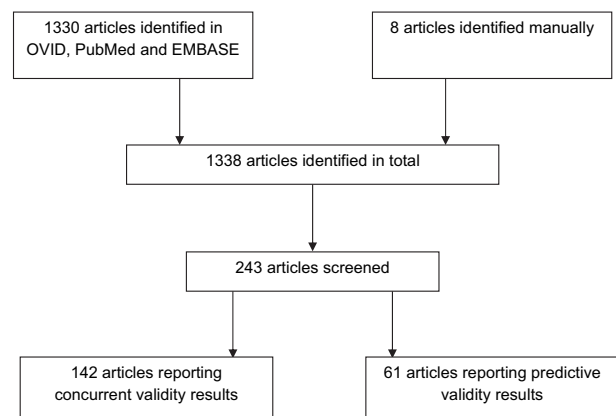 1330 articles identified in
OVID, PubMed and EMBASE
8 articles identified manually
1338 articles identified in total
243 articles screened
142 articles reporting
concurrent validity results
61 articles reporting predictive
validity results